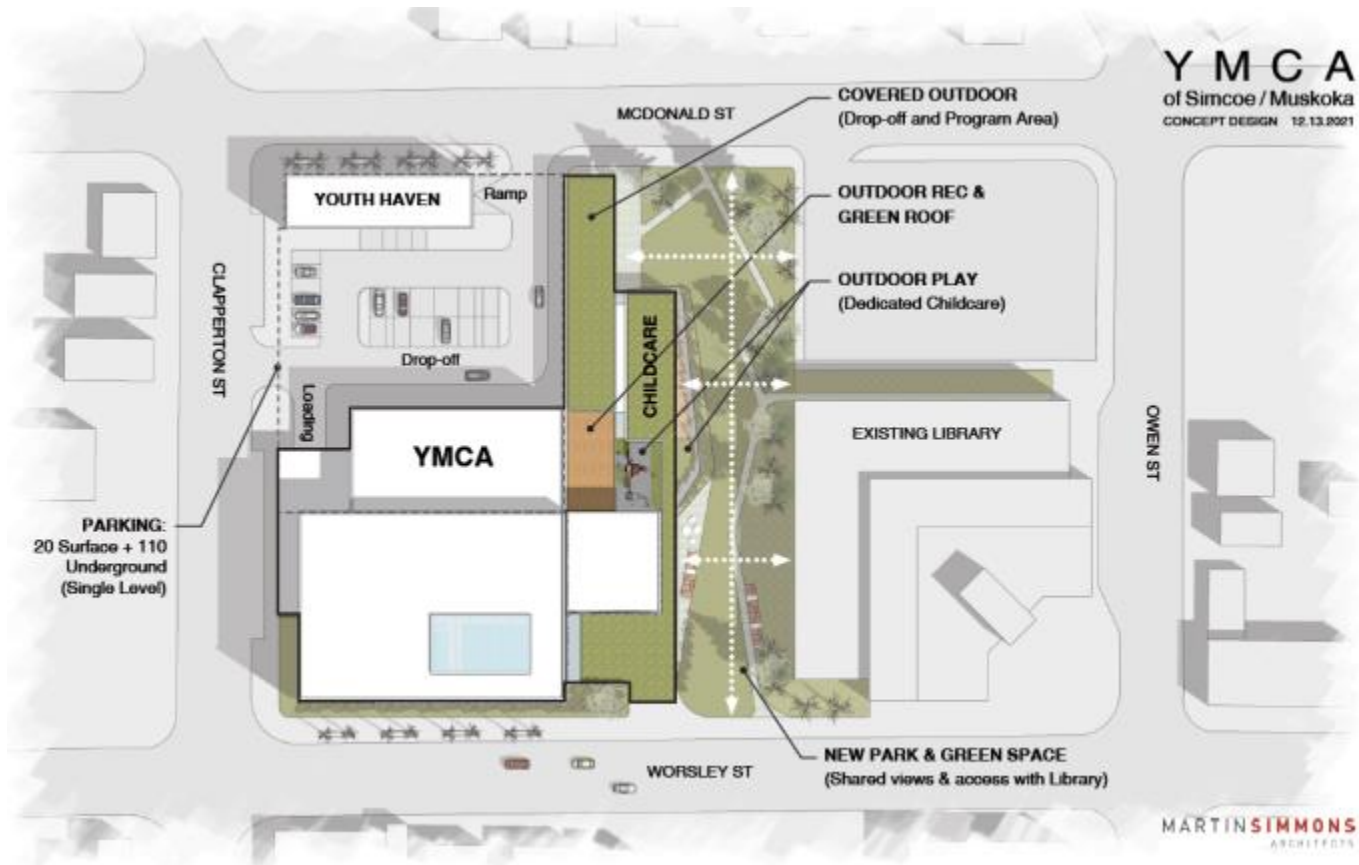 YMCA
of Simcoe / Muskoka
CONCEPT DESIGN 12.13.2021
MCDONALD ST
COVERED OUTDOOR
(Drop-off and Program Area)
YOUTH HAVEN
Ramp
OUTDOOR REC &
GREEN ROOF
OUTDOOR PLAY
(Dedicated Childcare)
CLAPPERTON ST
Drop-off
CHILDCARE
Loading
YMCA
EXISTING LIBRARY
OWEN ST
PARKING:
20 Surface + 110
Underground
(Single Level)
NEW PARK & GREEN SPACE
(Shared views & access with Library)
WORSLEY ST
MARTINSIMMONS
ARCHITECTS